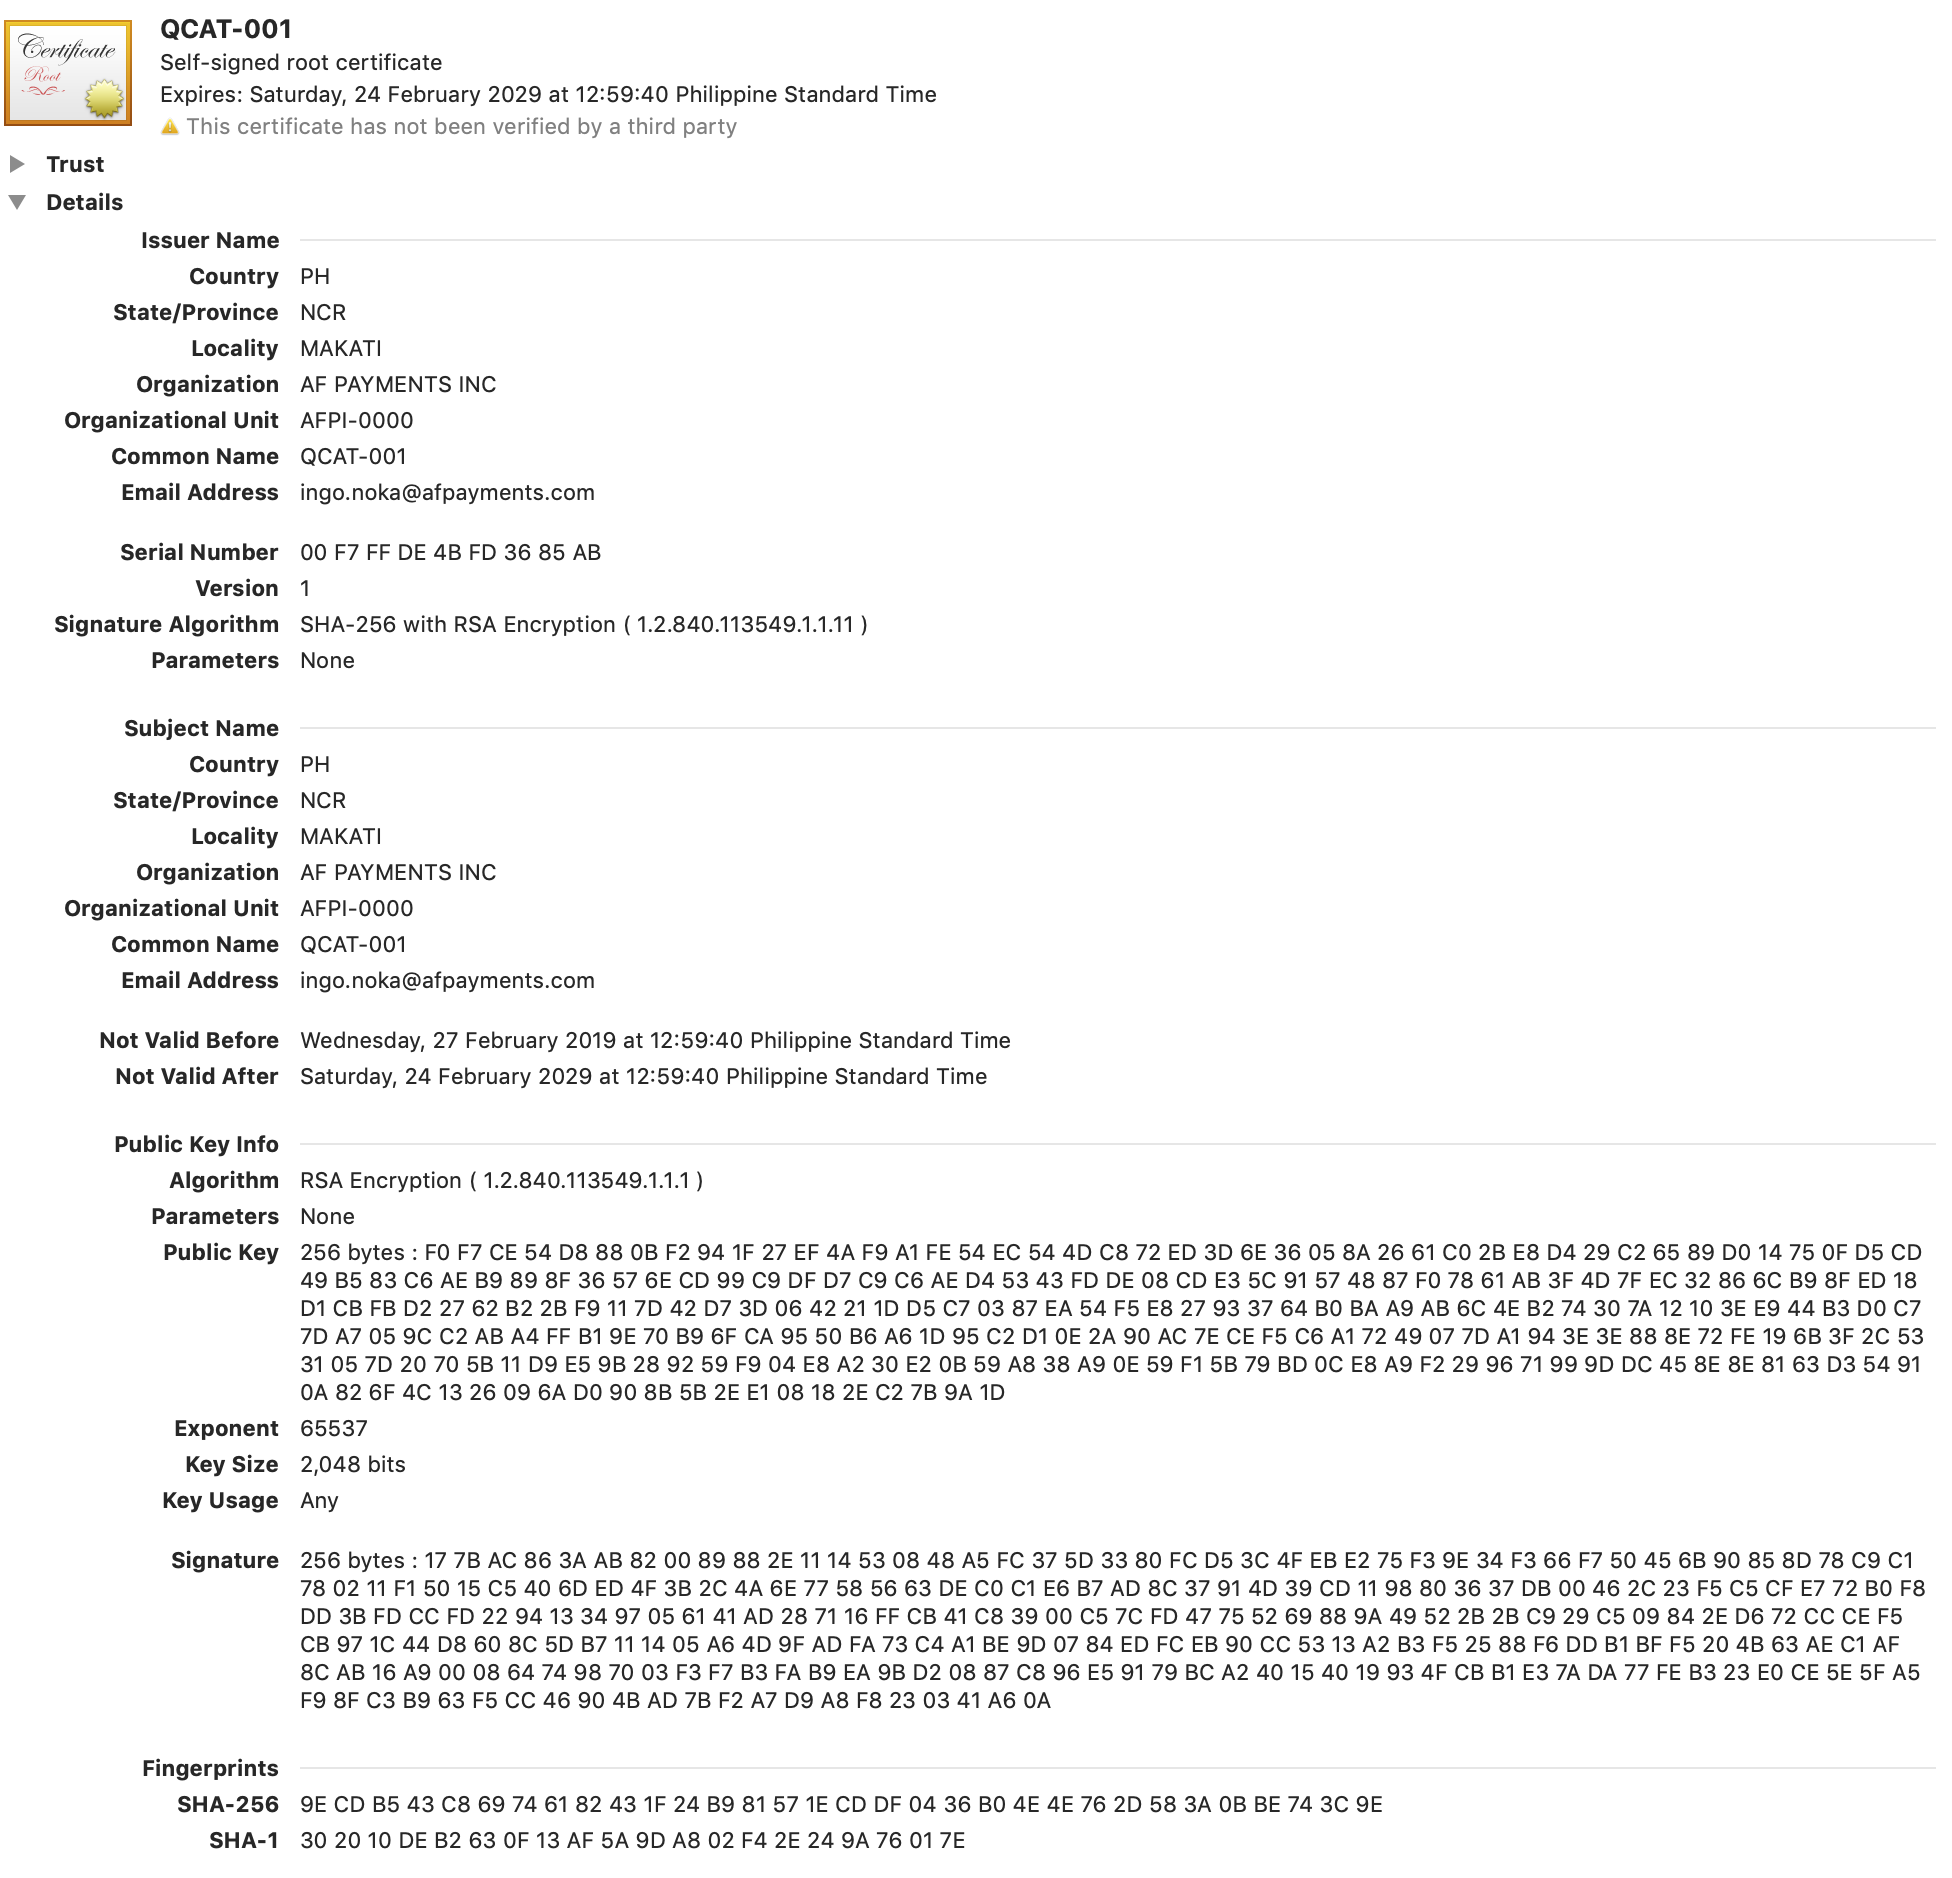 Certificate
Root
QCAT-001
Self-signed root certificate
Expires: Saturday, 24 February 2029 at 12:59:40 Philippine Standard Time
This certificate has not been verified by a third party
Trust
Details
Issuer Name
Country PH
State/Province NCR
Locality MAKATI
Organization AF PAYMENTS INC
Organizational Unit AFPI-0000
Common Name QCAT-001
Email Address ingo.noka@afpayments.com
Serial Number 00 F7 FF DE 4B FD 36 85 AB
Version 1
Signature Algorithm SHA-256 with RSA Encryption ( 1.2.840.113549.1.1.11 )
Parameters None
Subject Name
Country PH
State/Province NCR
Locality MAKATI
Organization AF PAYMENTS INC
Organizational Unit AFPI-0000
Common Name QCAT-001
Email Address ingo.noka@afpayments.com
Not Valid Before Wednesday, 27 February 2019 at 12:59:40 Philippine Standard Time
Not Valid After Saturday, 24 February 2029 at 12:59:40 Philippine Standard Time
Public Key Info
Algorithm RSA Encryption ( 1.2.840.113549.1.1.1 )
Parameters None
Public Key 256 bytes : F0 F7 CE 54 D8 88 0B F2 94 1F 27 EF 4A F9 A1 FE 54 EC 54 4D C8 72 ED 3D 6E 36 05 8A 26 61 C0 2B E8 D4 29 C2 65 89 D0 14 75 0F D5 CD
49 B5 83 C6 AE B9 89 8F 36 57 6E CD 99 C9 DF D7 C9 C6 AE D4 53 43 FD DE 08 CD E3 5C 91 57 48 87 F0 78 61 AB 3F 4D 7F EC 32 86 6C B9 8F ED 18
D1 CB FB D2 27 62 B2 2B F9 11 7D 42 D7 3D 06 42 21 1D D5 C7 03 87 EA 54 F5 E8 27 93 37 64 B0 BA A9 AB 6C 4E B2 74 30 7A 12 10 3E E9 44 B3 D0 C7
7D A7 05 9C C2 AB A4 FF B1 9E 70 B9 6F CA 95 50 B6 A6 1D 95 C2 D1 0E 2A 90 AC 7E CE F5 C6 A1 72 49 07 7D A1 94 3E 3E 88 8E 72 FE 19 6B 3F 2C 53
31 05 7D 20 70 5B 11 D9 E5 9B 28 92 59 F9 04 E8 A2 30 E2 0B 59 A8 38 A9 0E 59 F1 5B 79 BD 0C E8 A9 F2 29 96 71 99 9D DC 45 8E 8E 81 63 D3 54 91
0A 82 6F 4C 13 26 09 6A D0 90 8B 5B 2E E1 08 18 2E C2 7B 9A 1D
Exponent 65537
Key Size 2,048 bits
Key Usage Any
Signature 256 bytes : 17 7B AC 86 3A AB 82 00 89 88 2E 11 14 53 08 48 A5 FC 37 5D 33 80 FC D5 3C 4F EB E2 75 F3 9E 34 F3 66 F7 50 45 6B 90 85 8D 78 C9 C1
78 02 11 F1 50 15 C5 40 6D ED 4F 3B 2C 4A 6E 77 58 56 63 DE C0 C1 E6 B7 AD 8C 37 91 4D 39 CD 11 98 80 36 37 DB 00 46 2C 23 F5 C5 CF E7 72 B0 F8
DD 3B FD CC FD 22 94 13 34 97 05 61 41 AD 28 71 16 FF CB 41 C8 39 00 C5 7C FD 47 75 52 69 88 9A 49 52 2B 2B C9 29 C5 09 84 2E D6 72 CC CE F5
CB 97 1C 44 D8 60 8C 5D B7 11 14 05 A6 4D 9F AD FA 73 C4 A1 BE 9D 07 84 ED FC EB 90 CC 53 13 A2 B3 F5 25 88 F6 DD B1 BF F5 20 4B 63 AE C1 AF
8C AB 16 A9 00 08 64 74 98 70 03 F3 F7 B3 FA B9 EA 9B D2 08 87 C8 96 E5 91 79 BC A2 40 15 40 19 93 4F CB B1 E3 7A DA 77 FE B3 23 E0 CE 5E 5F A5
F9 8F C3 B9 63 F5 CC 46 90 4B AD 7B F2 A7 D9 A8 F8 23 03 41 A6 0A
Fingerprints
SHA-256 9E CD B5 43 C8 69 74 61 82 43 1F 24 B9 81 57 1E CD DF 04 36 B0 4E 4E 76 2D 58 3A 0B BE 74 3C 9E
SHA-1 30 20 10 DE B2 63 0F 13 AF 5A 9D A8 02 F4 2E 24 9A 76 01 7E